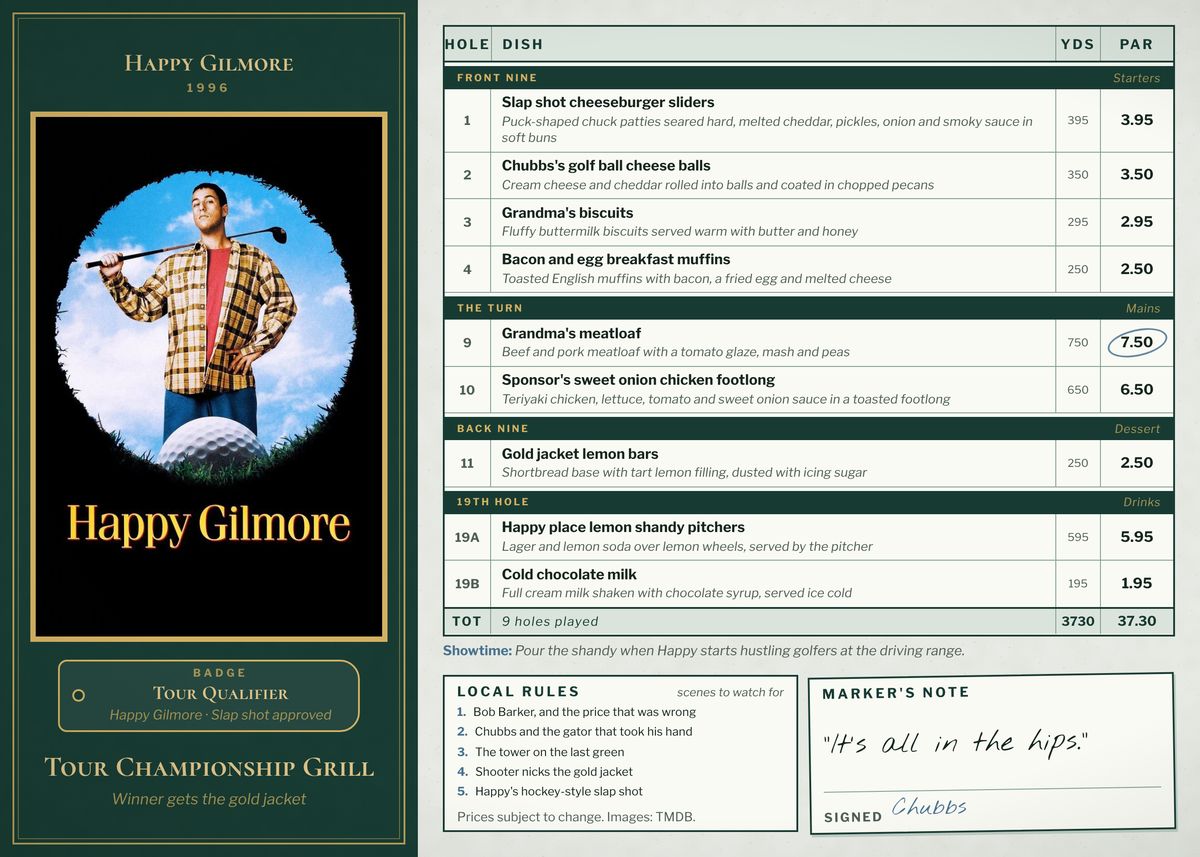 Happy Gilmore
1996
Happy Gilmore
BADGE
Tour Qualifier
Happy Gilmore · Slap shot approved
Tour Championship Grill
Winner gets the gold jacket
HOLE DISH YDS PAR
FRONT NINE Starters
1 Slap shot cheeseburger sliders 395 3.95
Puck-shaped chuck patties seared hard, melted cheddar, pickles, onion and smoky sauce in
soft buns
2 Chubbs's golf ball cheese balls 350 3.50
Cream cheese and cheddar rolled into balls and coated in chopped pecans
3 Grandma's biscuits 295 2.95
Fluffy buttermilk biscuits served warm with butter and honey
4 Bacon and egg breakfast muffins 250 2.50
Toasted English muffins with bacon, a fried egg and melted cheese
THE TURN Mains
9 Grandma's meatloaf 750 7.50
Beef and pork meatloaf with a tomato glaze, mash and peas
10 Sponsor's sweet onion chicken footlong 650 6.50
Teriyaki chicken, lettuce, tomato and sweet onion sauce in a toasted footlong
BACK NINE Dessert
11 Gold jacket lemon bars 250 2.50
Shortbread base with tart lemon filling, dusted with icing sugar
19TH HOLE Drinks
19A Happy place lemon shandy pitchers 595 5.95
Lager and lemon soda over lemon wheels, served by the pitcher
19B Cold chocolate milk 195 1.95
Full cream milk shaken with chocolate syrup, served ice cold
TOT 9 holes played 3730 37.30
Showtime: Pour the shandy when Happy starts hustling golfers at the driving range.
LOCAL RULES scenes to watch for
1. Bob Barker, and the price that was wrong
2. Chubbs and the gator that took his hand
3. The tower on the last green
4. Shooter nicks the gold jacket
5. Happy's hockey-style slap shot
Prices subject to change. Images: TMDB.
MARKER'S NOTE
"It's all in the hips."
SIGNED Chubbs